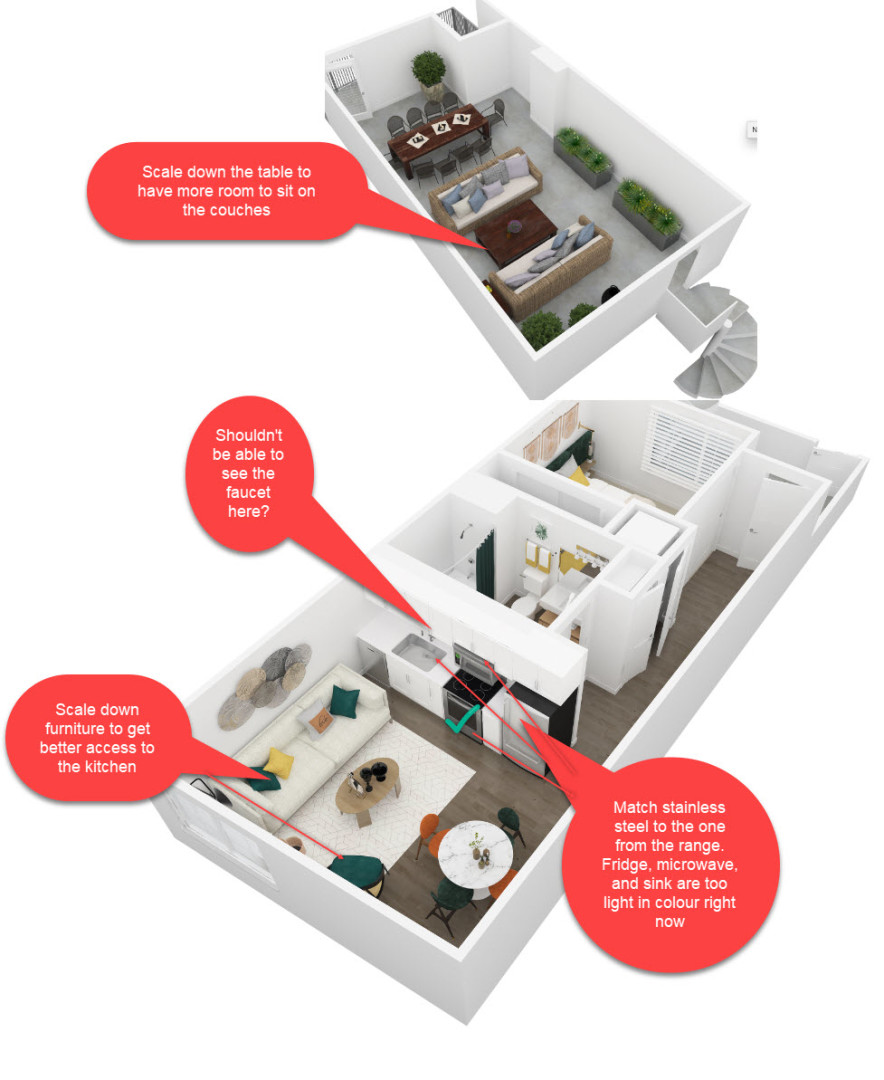 N
Scale down the table to
have more room to sit on
the couches
Shouldn't
be able to
see the
faucet
here?
Scale down
furniture to get
better access to
the kitchen
Match stainless
steel to the one
from the range.
Fridge, microwave,
and sink are too
light in colour right
now